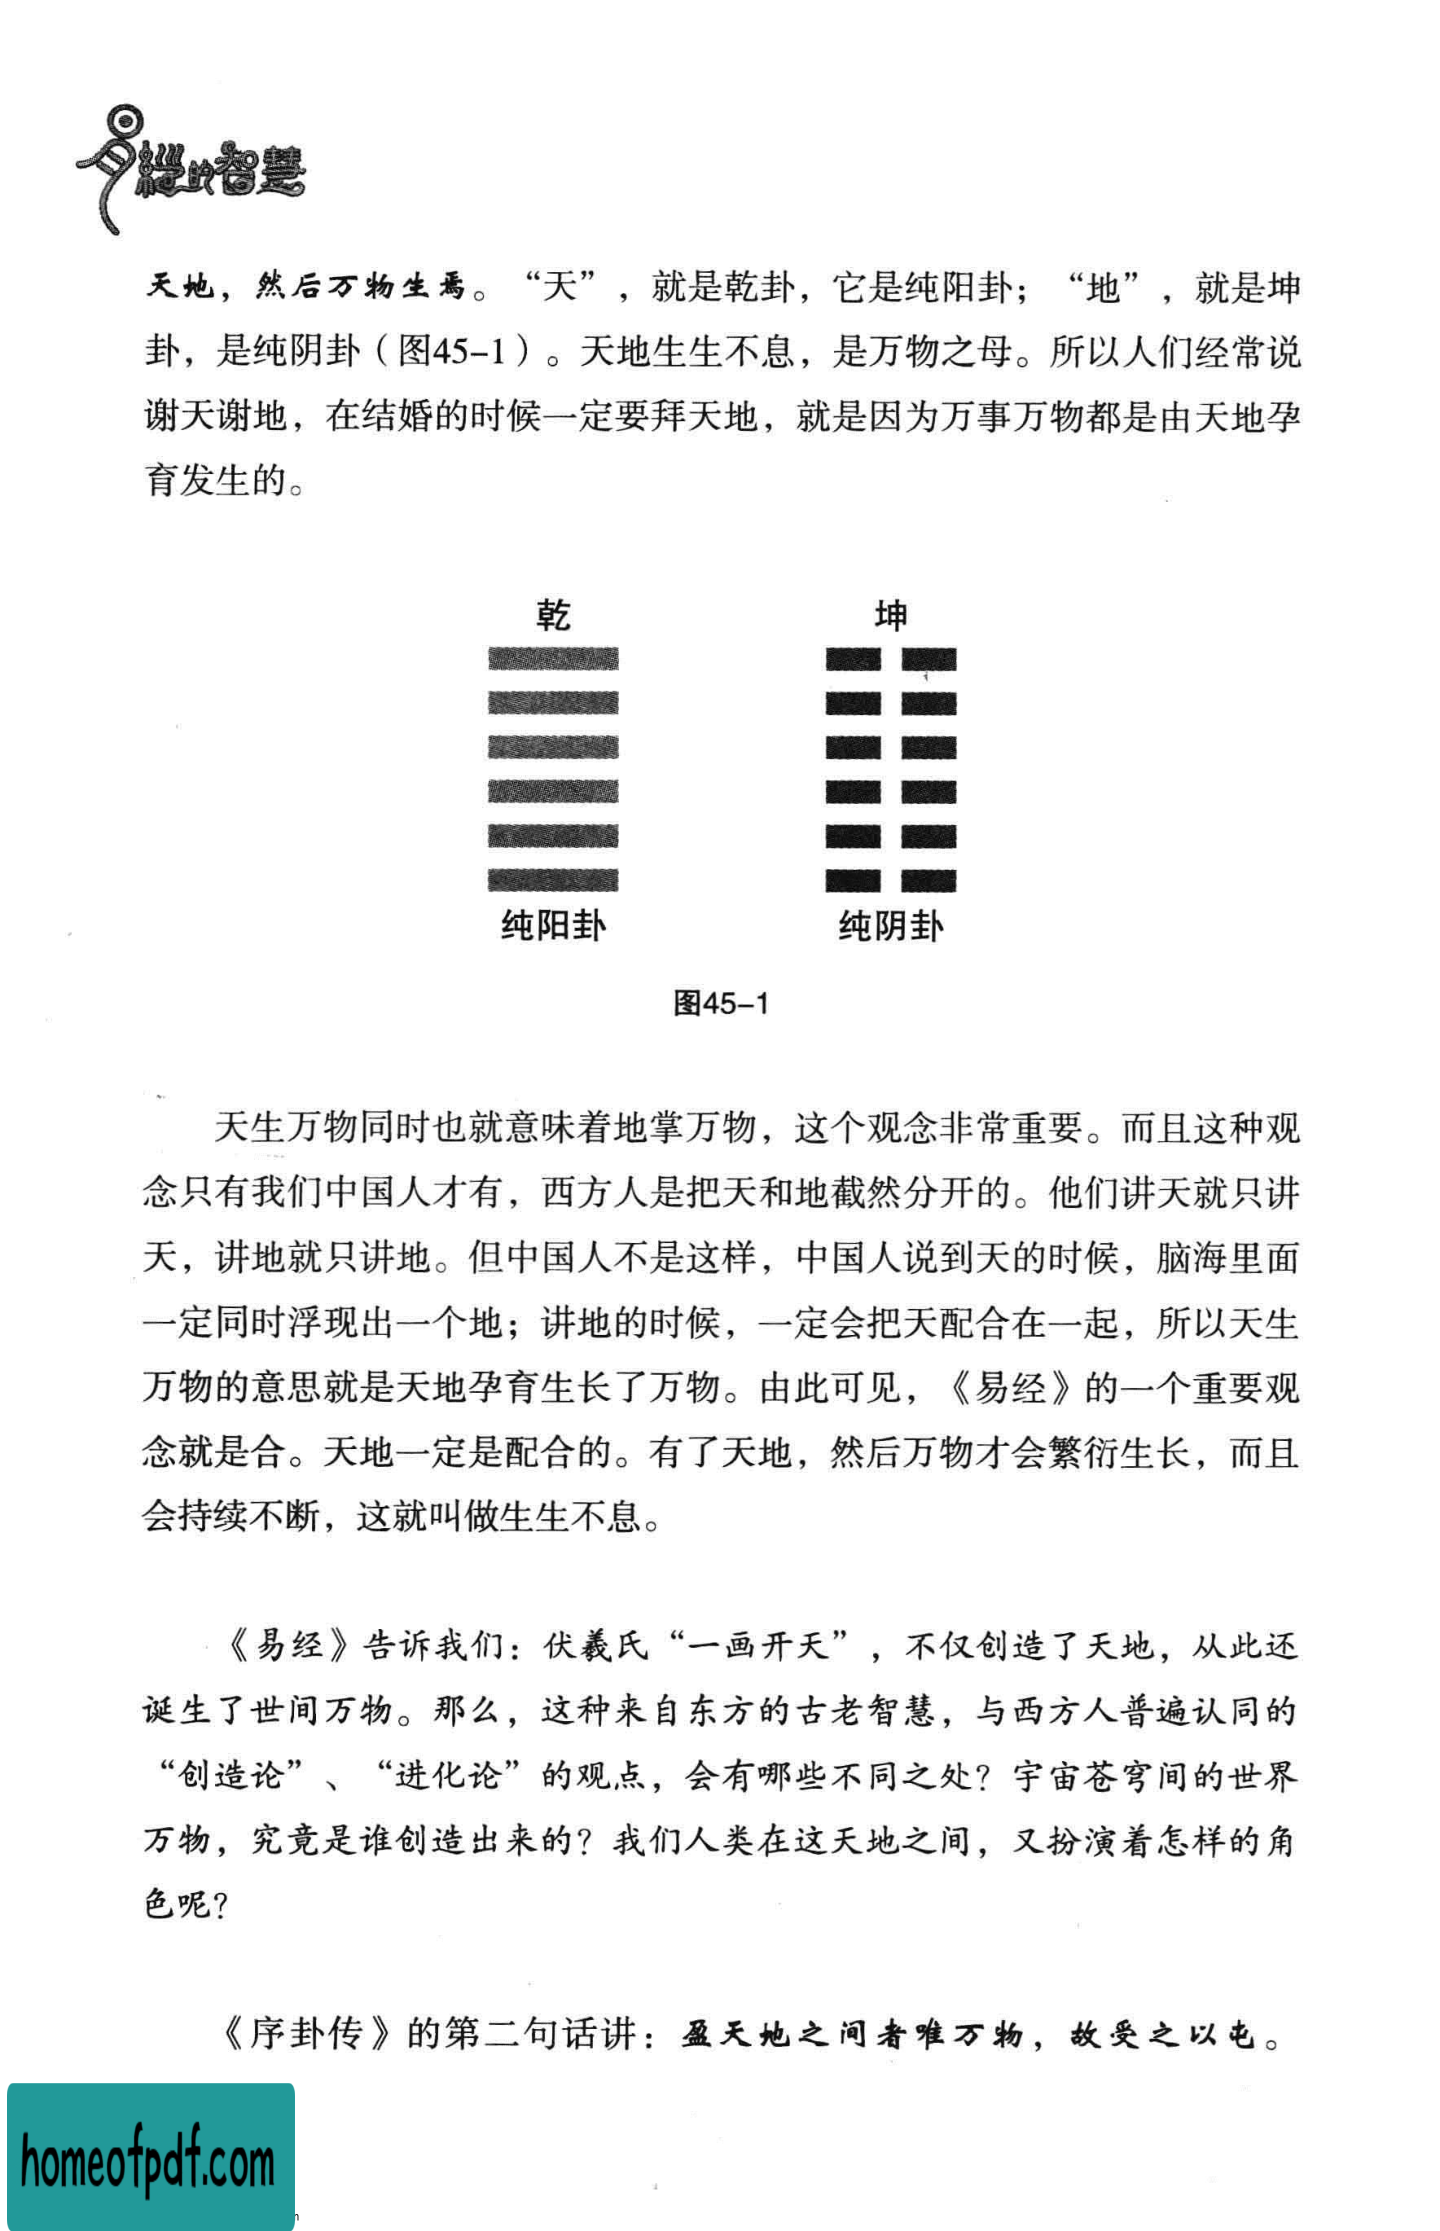 易經的智慧
天地，然后万物生焉。“天”，就是乾卦，它是纯阳卦；“地”，就是坤
卦，是纯阴卦（图45-1）。天地生生不息，是万物之母。所以人们经常说
谢天谢地，在结婚的时候一定要拜天地，就是因为万事万物都是由天地孕
育发生的。
乾 坤
纯阳卦 纯阴卦
图45-1
天生万物同时也就意味着地掌万物，这个观念非常重要。而且这种观
念只有我们中国人才有，西方人是把天和地截然分开的。他们讲天就只讲
天，讲地就只讲地。但中国人不是这样，中国人说到天的时候，脑海里面
一定同时浮现出一个地；讲地的时候，一定会把天配合在一起，所以天生
万物的意思就是天地孕育生长了万物。由此可见，《易经》的一个重要观
念就是合。天地一定是配合的。有了天地，然后万物才会繁衍生长，而且
会持续不断，这就叫做生生不息。
《易经》告诉我们：伏羲氏“一画开天”，不仅创造了天地，从此还
诞生了世间万物。那么，这种来自东方的古老智慧，与西方人普遍认同的
“创造论”、“进化论”的观点，会有哪些不同之处？宇宙苍穹间的世界
万物，究竟是谁创造出来的？我们人类在这天地之间，又扮演着怎样的角
色呢？
《序卦传》的第二句话讲：盈天地之间者唯万物，故受之以屯。
homeofpdf.com